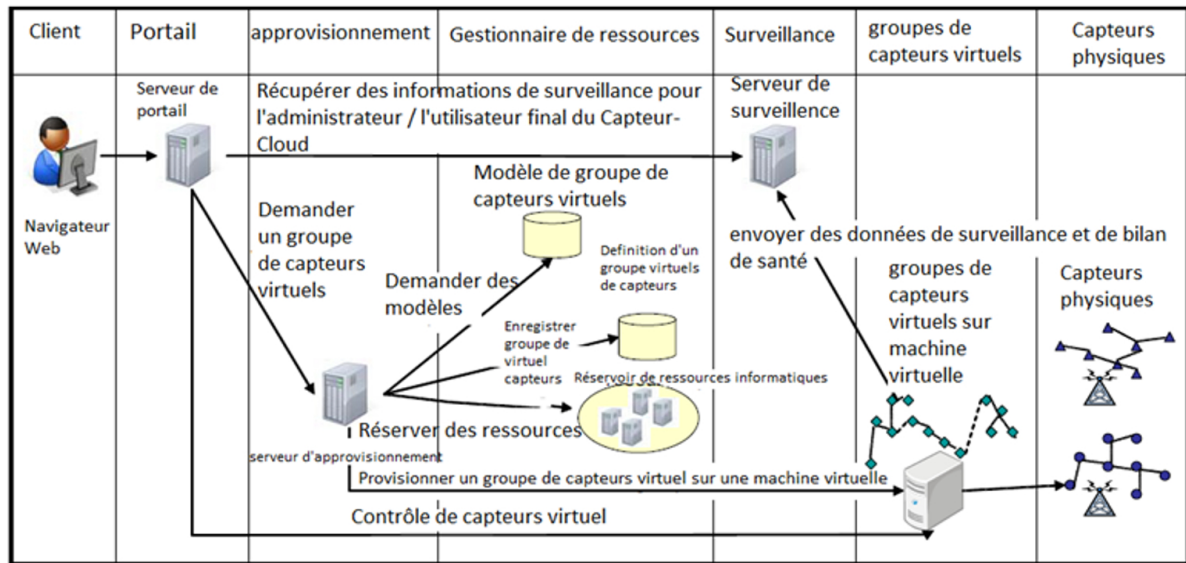 Client
Portail
approvisionnement
Gestionnaire de ressources
Surveillance
groupes de
capteurs virtuels
Capteurs
physiques
Serveur de
portail
Récupérer des informations de surveillance pour
l'administrateur / l'utilisateur final du Capteur-
Cloud
Serveur de
surveillence
Navigateur
Web
Demander
un groupe
de capteurs
virtuels
Modèle de groupe de
capteurs virtuels
Demander des
modèles
Definition d'un
groupe virtuels
de capteurs
envoyer des données de surveillance et de bilan
de santé
groupes de
capteurs
virtuels sur
machine
virtuelle
Capteurs
physiques
Enregistrer
groupe de
virtuel
capteurs
Réservoir de ressources informatiques
Réserver des ressources
serveur d'approvisionnement
Provisionner un groupe de capteurs virtuel sur une machine virtuelle
Contrôle de capteurs virtuel